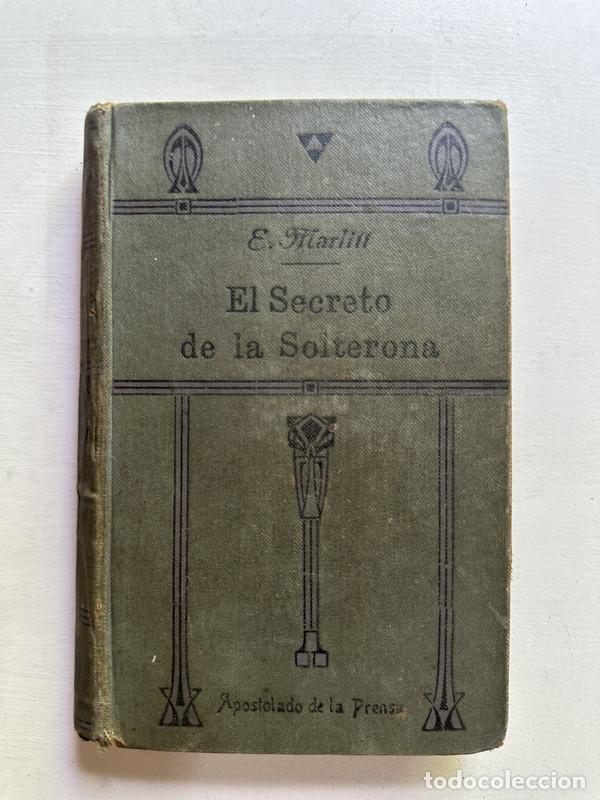 E. Marlitt
El Secreto
de la Solterona
Apostolado de la Prensa
todocoleccion